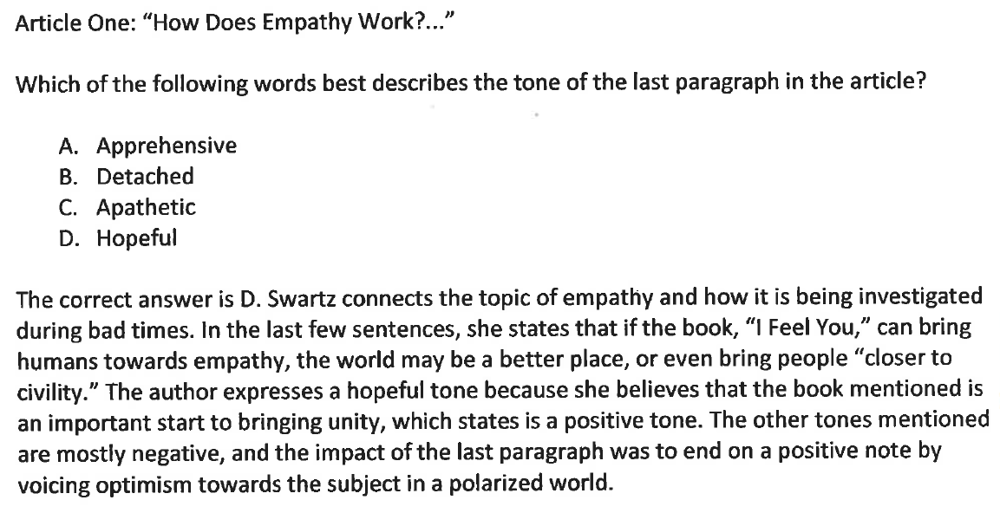 Article One: “How Does Empathy Work?...”
Which of the following words best describes the tone of the last paragraph in the article?
A. Apprehensive
B. Detached
C. Apathetic
D. Hopeful
The correct answer is D. Swartz connects the topic of empathy and how it is being investigated
during bad times. In the last few sentences, she states that if the book, “I Feel You,” can bring
humans towards empathy, the world may be a better place, or even bring people “closer to
civility.” The author expresses a hopeful tone because she believes that the book mentioned is
an important start to bringing unity, which states is a positive tone. The other tones mentioned
are mostly negative, and the impact of the last paragraph was to end on a positive note by
voicing optimism towards the subject in a polarized world.